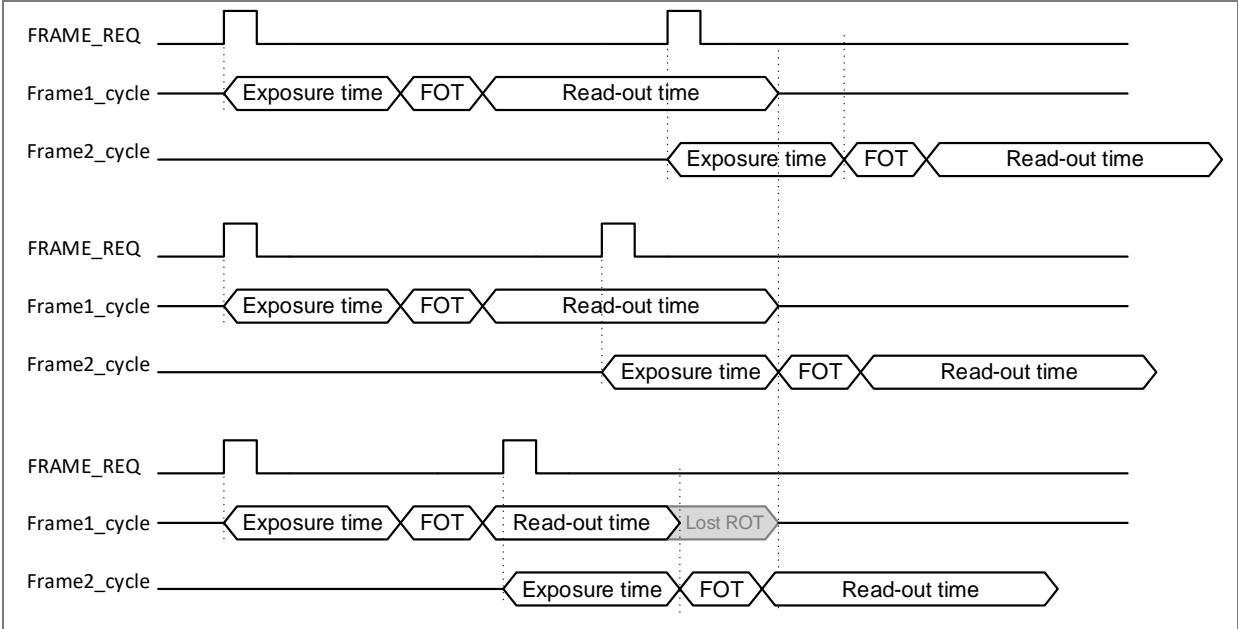 FRAME_REQ
Frame1_cycle Exposure time FOT Read-out time
Frame2_cycle Exposure time FOT Read-out time
FRAME_REQ
Frame1_cycle Exposure time FOT Read-out time
Frame2_cycle Exposure time FOT Read-out time
FRAME_REQ
Frame1_cycle Exposure time FOT Read-out time Lost ROT
Frame2_cycle Exposure time FOT Read-out time